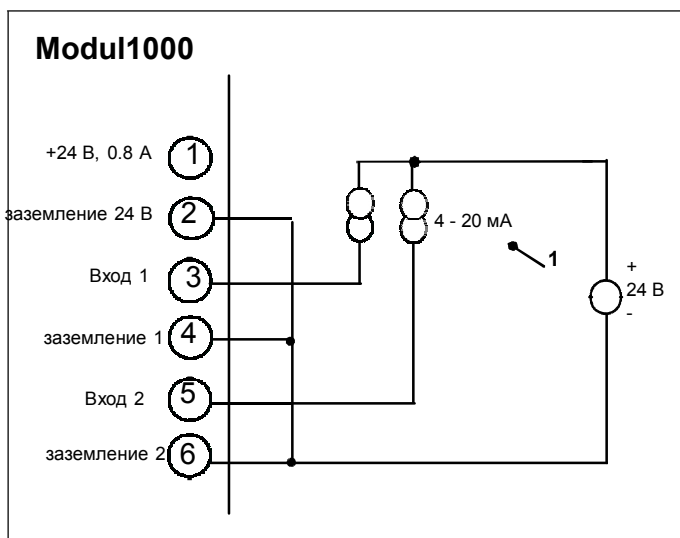 Modul1000
+24 В, 0.8 А
1
заземление 24 В
2
4 - 20 мА
1
Вход 1
3
+
24 В
-
заземление 1
4
Вход 2
5
заземление 2
6